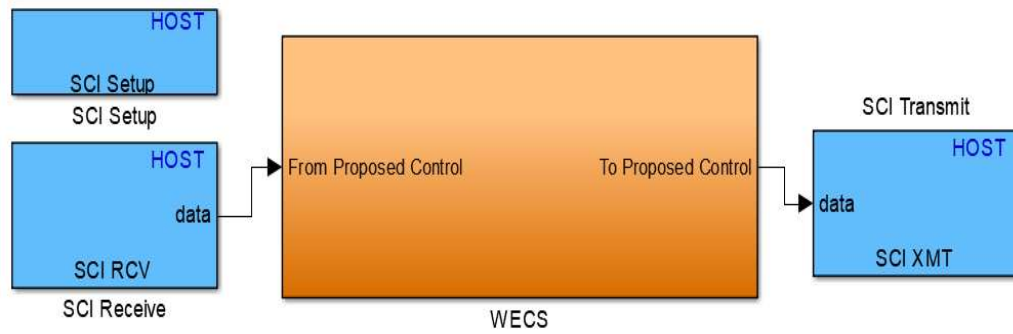 HOST
SCI Setup
SCI Setup
HOST
data
SCI RCV
SCI Receive
From Proposed Control
To Proposed Control
WECS
SCI Transmit
HOST
data
SCI XMT